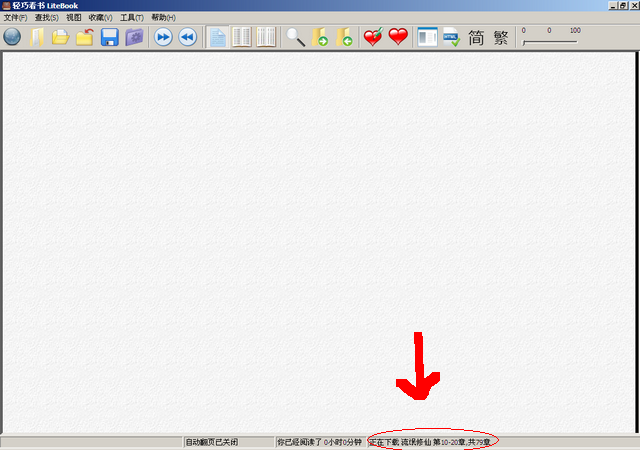 轻巧看书 LiteBook
文件(F) 查找(S) 视图 收藏(V) 工具(T) 帮助(H)
HTML 简 繁 0 0 100
自动翻页已关闭 你已经阅读了 0小时0分钟 正在下载 流氓修仙 第10-20章,共79章